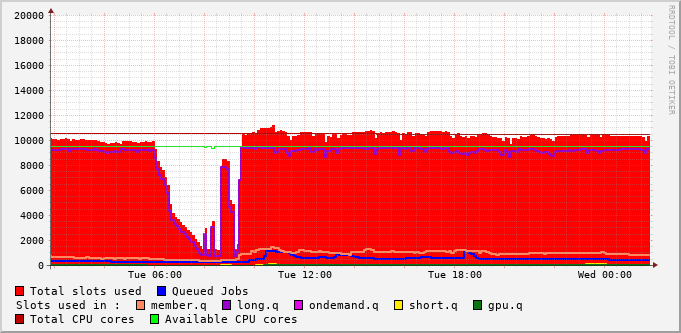 20000
18000
16000
14000
12000
10000
8000
6000
4000
2000
0
Tue 06:00 Tue 12:00 Tue 18:00 Wed 00:00
Total slots used Queued Jobs
Slots used in : member.q long.q ondemand.q short.q gpu.q
Total CPU cores Available CPU cores
RRDTOOL / TOBI OETIKER